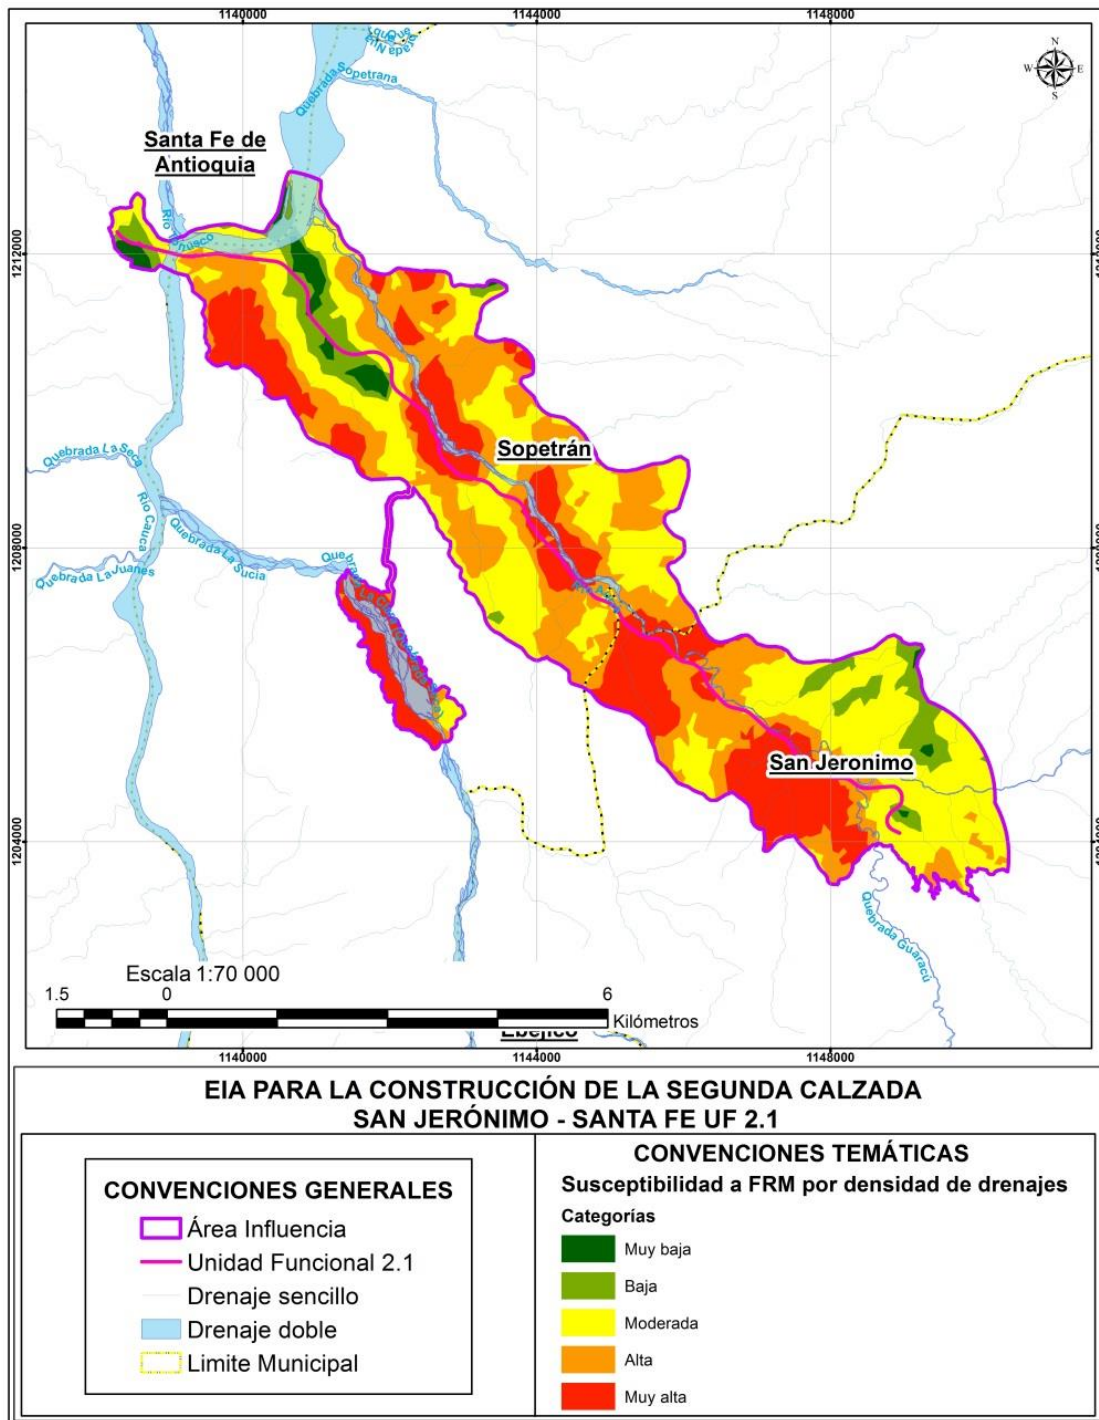 1140000
1144000
1148000
N
W
E
S
Quebrada Sopetrana
Santa Fe de
Antioquia
Río Tonusco
1212000
Quebrada La Seca
Río Cauca
Sopetrán
1208000
Quebrada La Juanes
Quebrada La Sucia
San Jeronimo
1204000
Quebrada Guaracú
Escala 1:70 000
1.5
0
6
Kilómetros
Ebéjico
1140000
1144000
1148000
EIA PARA LA CONSTRUCCIÓN DE LA SEGUNDA CALZADA
SAN JERÓNIMO - SANTA FE UF 2.1
CONVENCIONES GENERALES
Área Influencia
Unidad Funcional 2.1
Drenaje sencillo
Drenaje doble
Limite Municipal
CONVENCIONES TEMÁTICAS
Susceptibilidad a FRM por densidad de drenajes
Categorías
Muy baja
Baja
Moderada
Alta
Muy alta